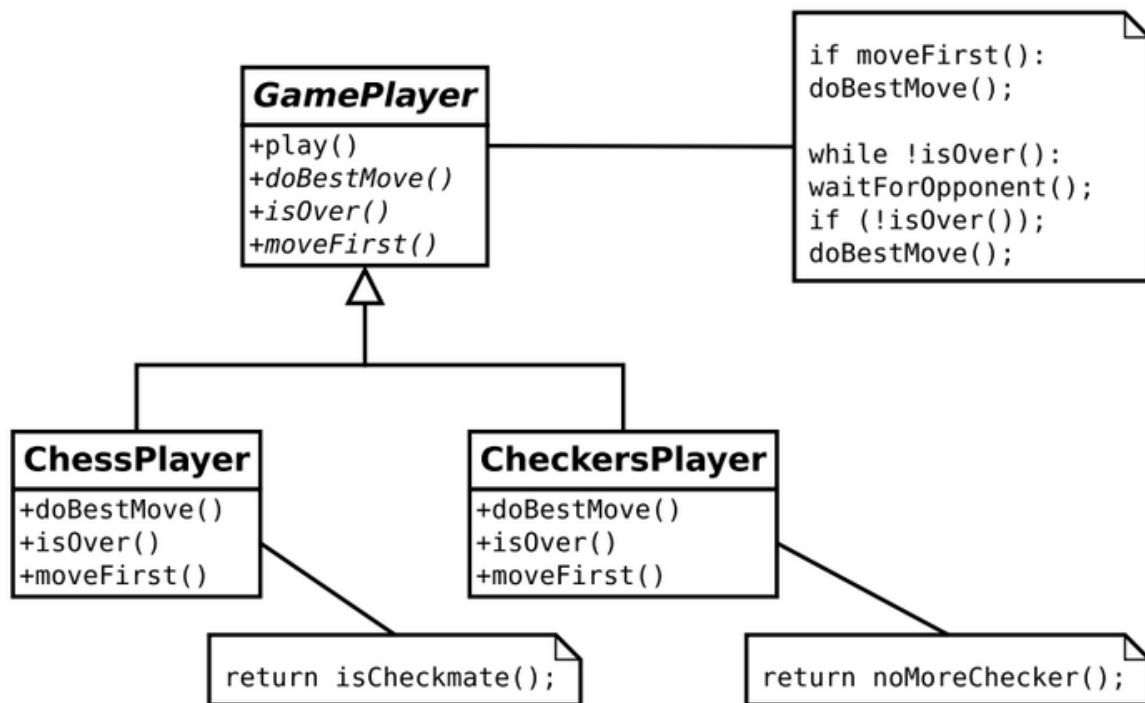 GamePlayer
+play()
+doBestMove()
+isOver()
+moveFirst()
if moveFirst():
doBestMove();
while !isOver():
waitForOpponent();
if (!isOver());
doBestMove();
ChessPlayer
+doBestMove()
+isOver()
+moveFirst()
CheckersPlayer
+doBestMove()
+isOver()
+moveFirst()
return isCheckmate();
return noMoreChecker();